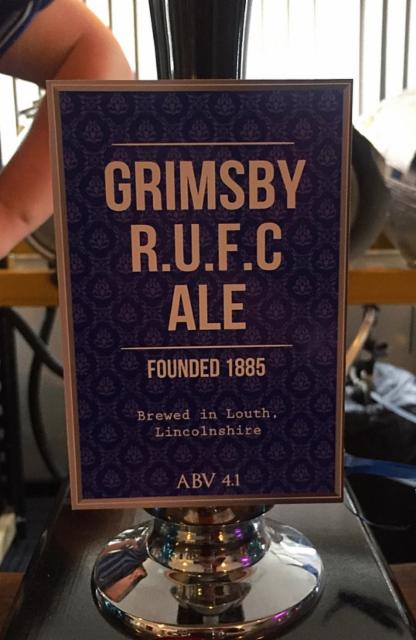 GRIMSBY
R.U.F.C
ALE
FOUNDED 1885
Brewed in Louth,
Lincolnshire
ABV 4.1